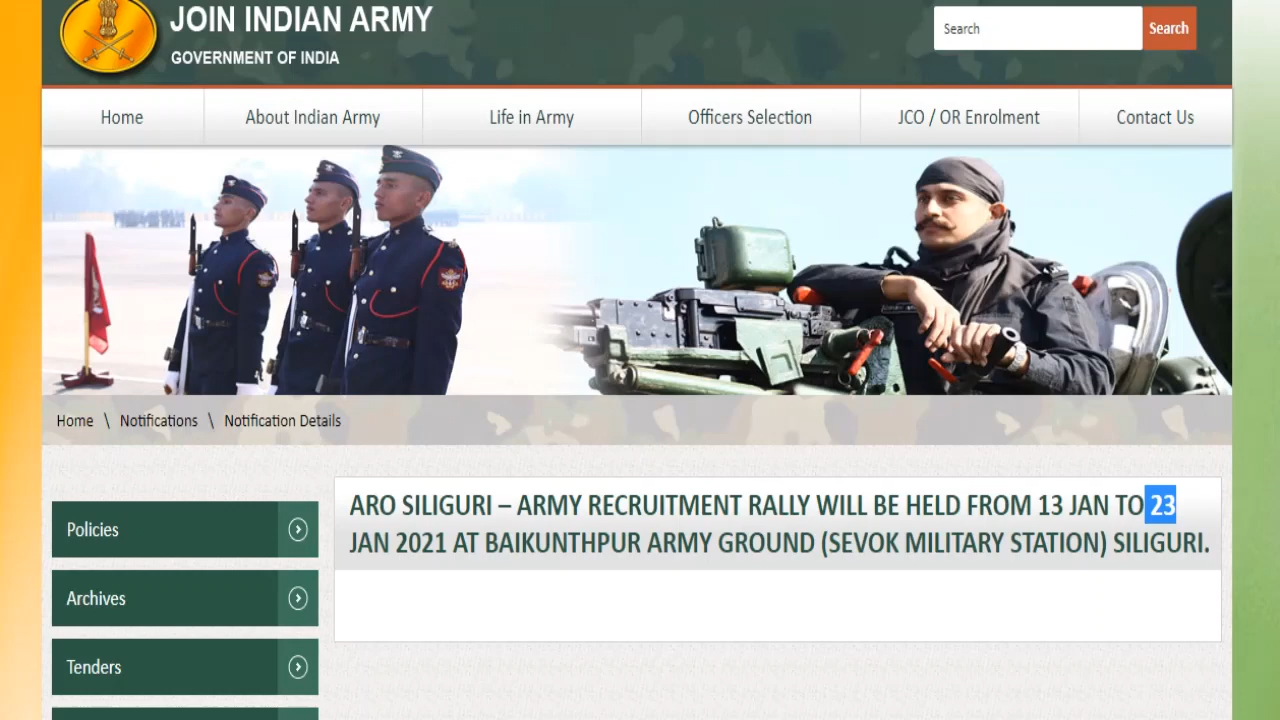 JOIN INDIAN ARMY
GOVERNMENT OF INDIA
Search
Search
Home
About Indian Army
Life in Army
Officers Selection
JCO / OR Enrolment
Contact Us
Home \ Notifications \ Notification Details
ARO SILIGURI – ARMY RECRUITMENT RALLY WILL BE HELD FROM 13 JAN TO 23
JAN 2021 AT BAIKUNTHPUR ARMY GROUND (SEVOK MILITARY STATION) SILIGURI.
Policies
Archives
Tenders